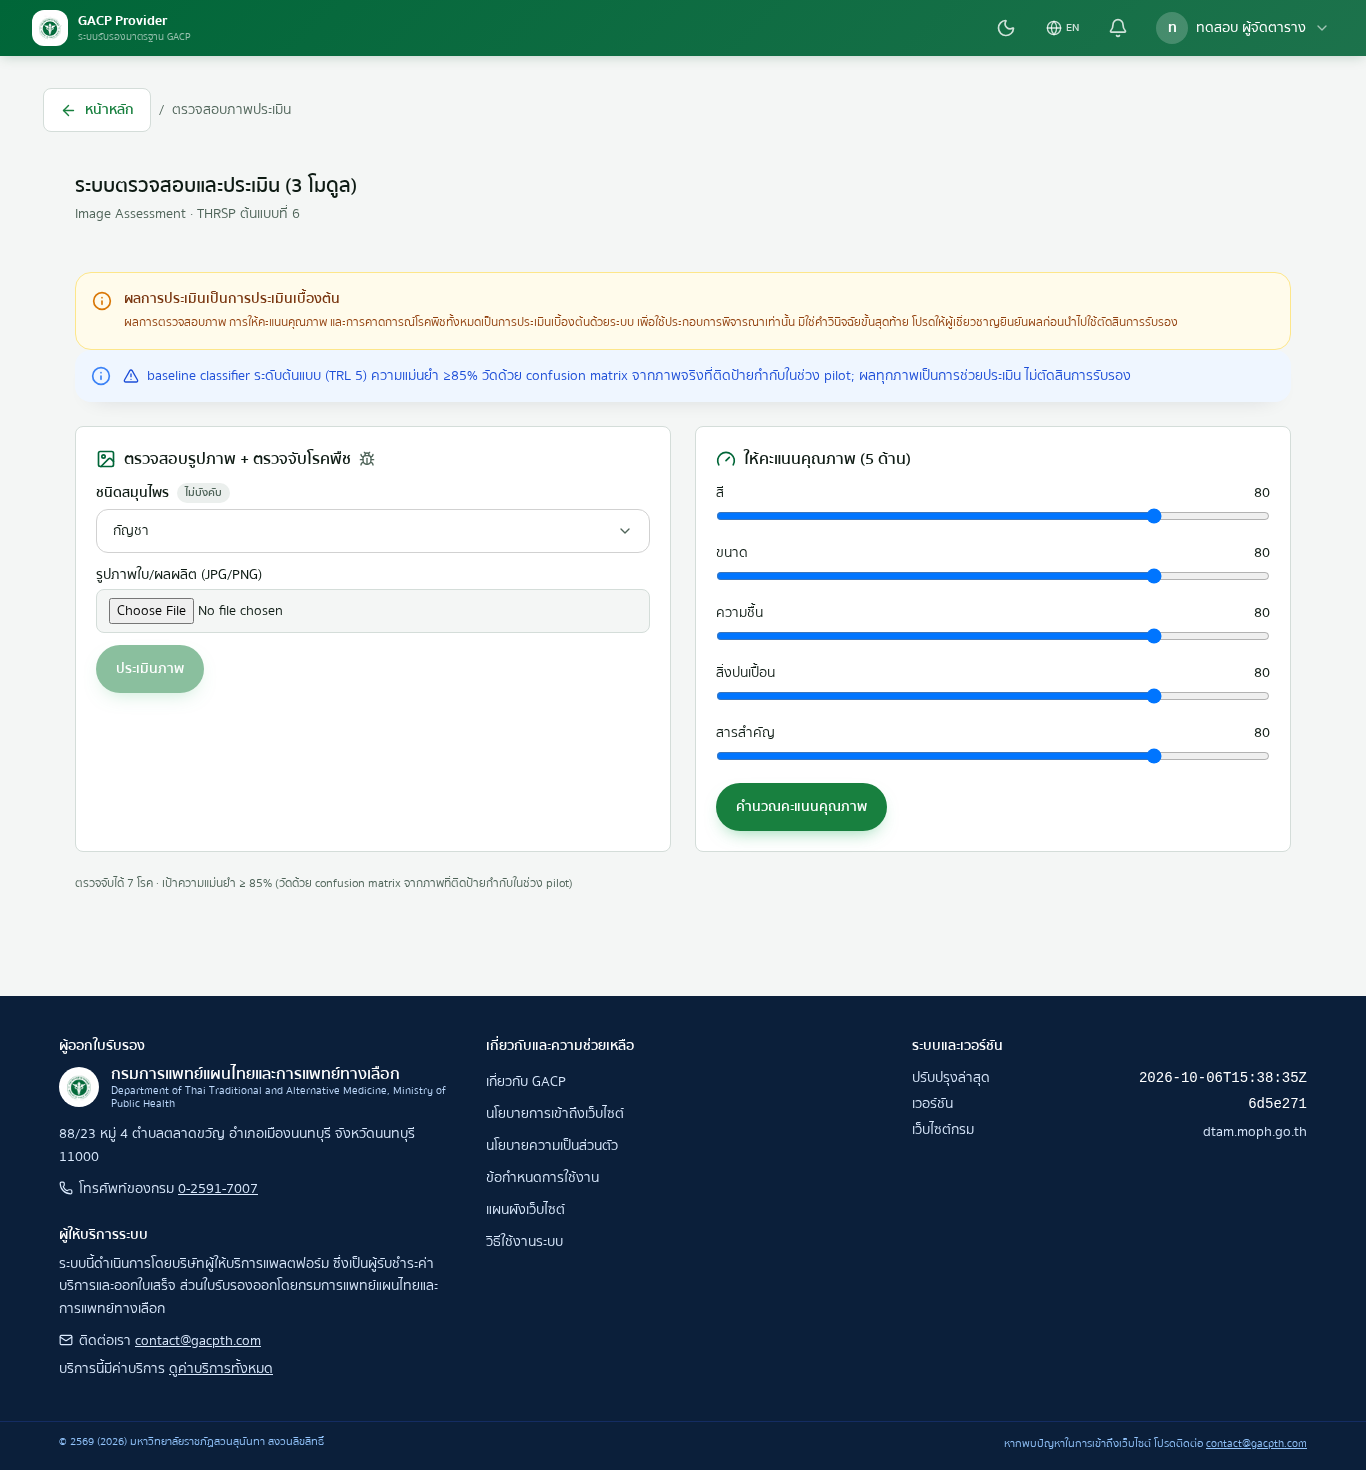 GACP Provider
ระบบรับรองมาตรฐาน GACP
EN
ท
ทดสอบ ผู้จัดตาราง
หน้าหลัก / ตรวจสอบภาพประเมิน
ระบบตรวจสอบและประเมิน (3 โมดูล)
Image Assessment · THRSP ต้นแบบที่ 6
ผลการประเมินเป็นการประเมินเบื้องต้น
ผลการตรวจสอบภาพ การให้คะแนนคุณภาพ และการคาดการณ์โรคพืชทั้งหมดเป็นการประเมินเบื้องต้นด้วยระบบ เพื่อใช้ประกอบการพิจารณาเท่านั้น มิใช่คำวินิจฉัยขั้นสุดท้าย โปรดให้ผู้เชี่ยวชาญยืนยันผลก่อนนำไปใช้ตัดสินการรับรอง
baseline classifier ระดับต้นแบบ (TRL 5) ความแม่นยำ ≥85% วัดด้วย confusion matrix จากภาพจริงที่ติดป้ายกำกับในช่วง pilot; ผลทุกภาพเป็นการช่วยประเมิน ไม่ตัดสินการรับรอง
ตรวจสอบรูปภาพ + ตรวจจับโรคพืช
ชนิดสมุนไพร ไม่บังคับ
กัญชา
รูปภาพใบ/ผลผลิต (JPG/PNG)
Choose File No file chosen
ประเมินภาพ
ให้คะแนนคุณภาพ (5 ด้าน)
สี 80
ขนาด 80
ความชื้น 80
สิ่งปนเปื้อน 80
สารสำคัญ 80
คำนวณคะแนนคุณภาพ
ตรวจจับได้ 7 โรค · เป้าความแม่นยำ ≥ 85% (วัดด้วย confusion matrix จากภาพที่ติดป้ายกำกับในช่วง pilot)
ผู้ออกใบรับรอง
กรมการแพทย์แผนไทยและการแพทย์ทางเลือก
Department of Thai Traditional and Alternative Medicine, Ministry of
Public Health
88/23 หมู่ 4 ตำบลตลาดขวัญ อำเภอเมืองนนทบุรี จังหวัดนนทบุรี
11000
โทรศัพท์ของกรม 0-2591-7007
ผู้ให้บริการระบบ
ระบบนี้ดำเนินการโดยบริษัทผู้ให้บริการแพลตฟอร์ม ซึ่งเป็นผู้รับชำระค่า
บริการและออกใบเสร็จ ส่วนใบรับรองออกโดยกรมการแพทย์แผนไทยและ
การแพทย์ทางเลือก
ติดต่อเรา contact@gacpth.com
บริการนี้มีค่าบริการ ดูค่าบริการทั้งหมด
เกี่ยวกับและความช่วยเหลือ
เกี่ยวกับ GACP
นโยบายการเข้าถึงเว็บไซต์
นโยบายความเป็นส่วนตัว
ข้อกำหนดการใช้งาน
แผนผังเว็บไซต์
วิธีใช้งานระบบ
ระบบและเวอร์ชัน
ปรับปรุงล่าสุด 2026-10-06T15:38:35Z
เวอร์ชัน 6d5e271
เว็บไซต์กรม dtam.moph.go.th
© 2569 (2026) มหาวิทยาลัยราชภัฏสวนสุนันทา สงวนลิขสิทธิ์
หากพบปัญหาในการเข้าถึงเว็บไซต์ โปรดติดต่อ contact@gacpth.com